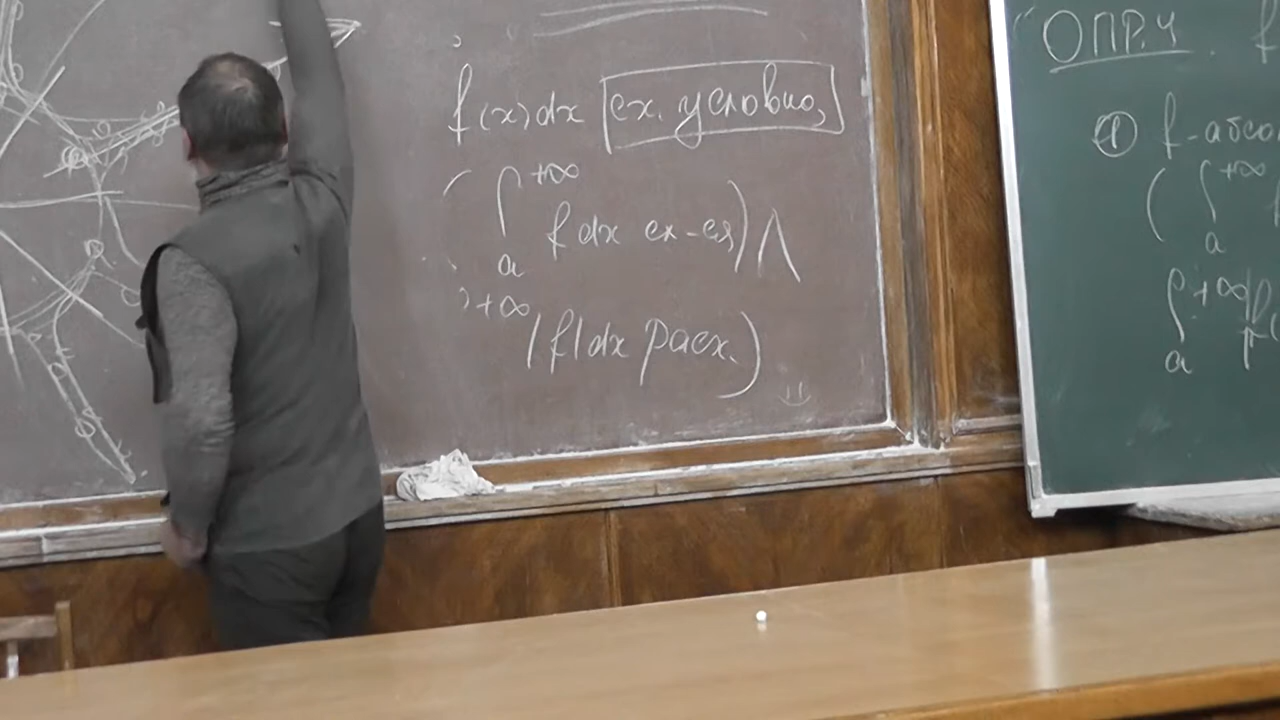 f(x)dx сх. условно,
( ∫ₐ^{+∞} f dx сх-ся) ∧
+∞ |f|dx расх.)
ОПР.4. f
① f - абсо
( ∫ₐ^{+∞} f
∫ₐ^{+∞} |f